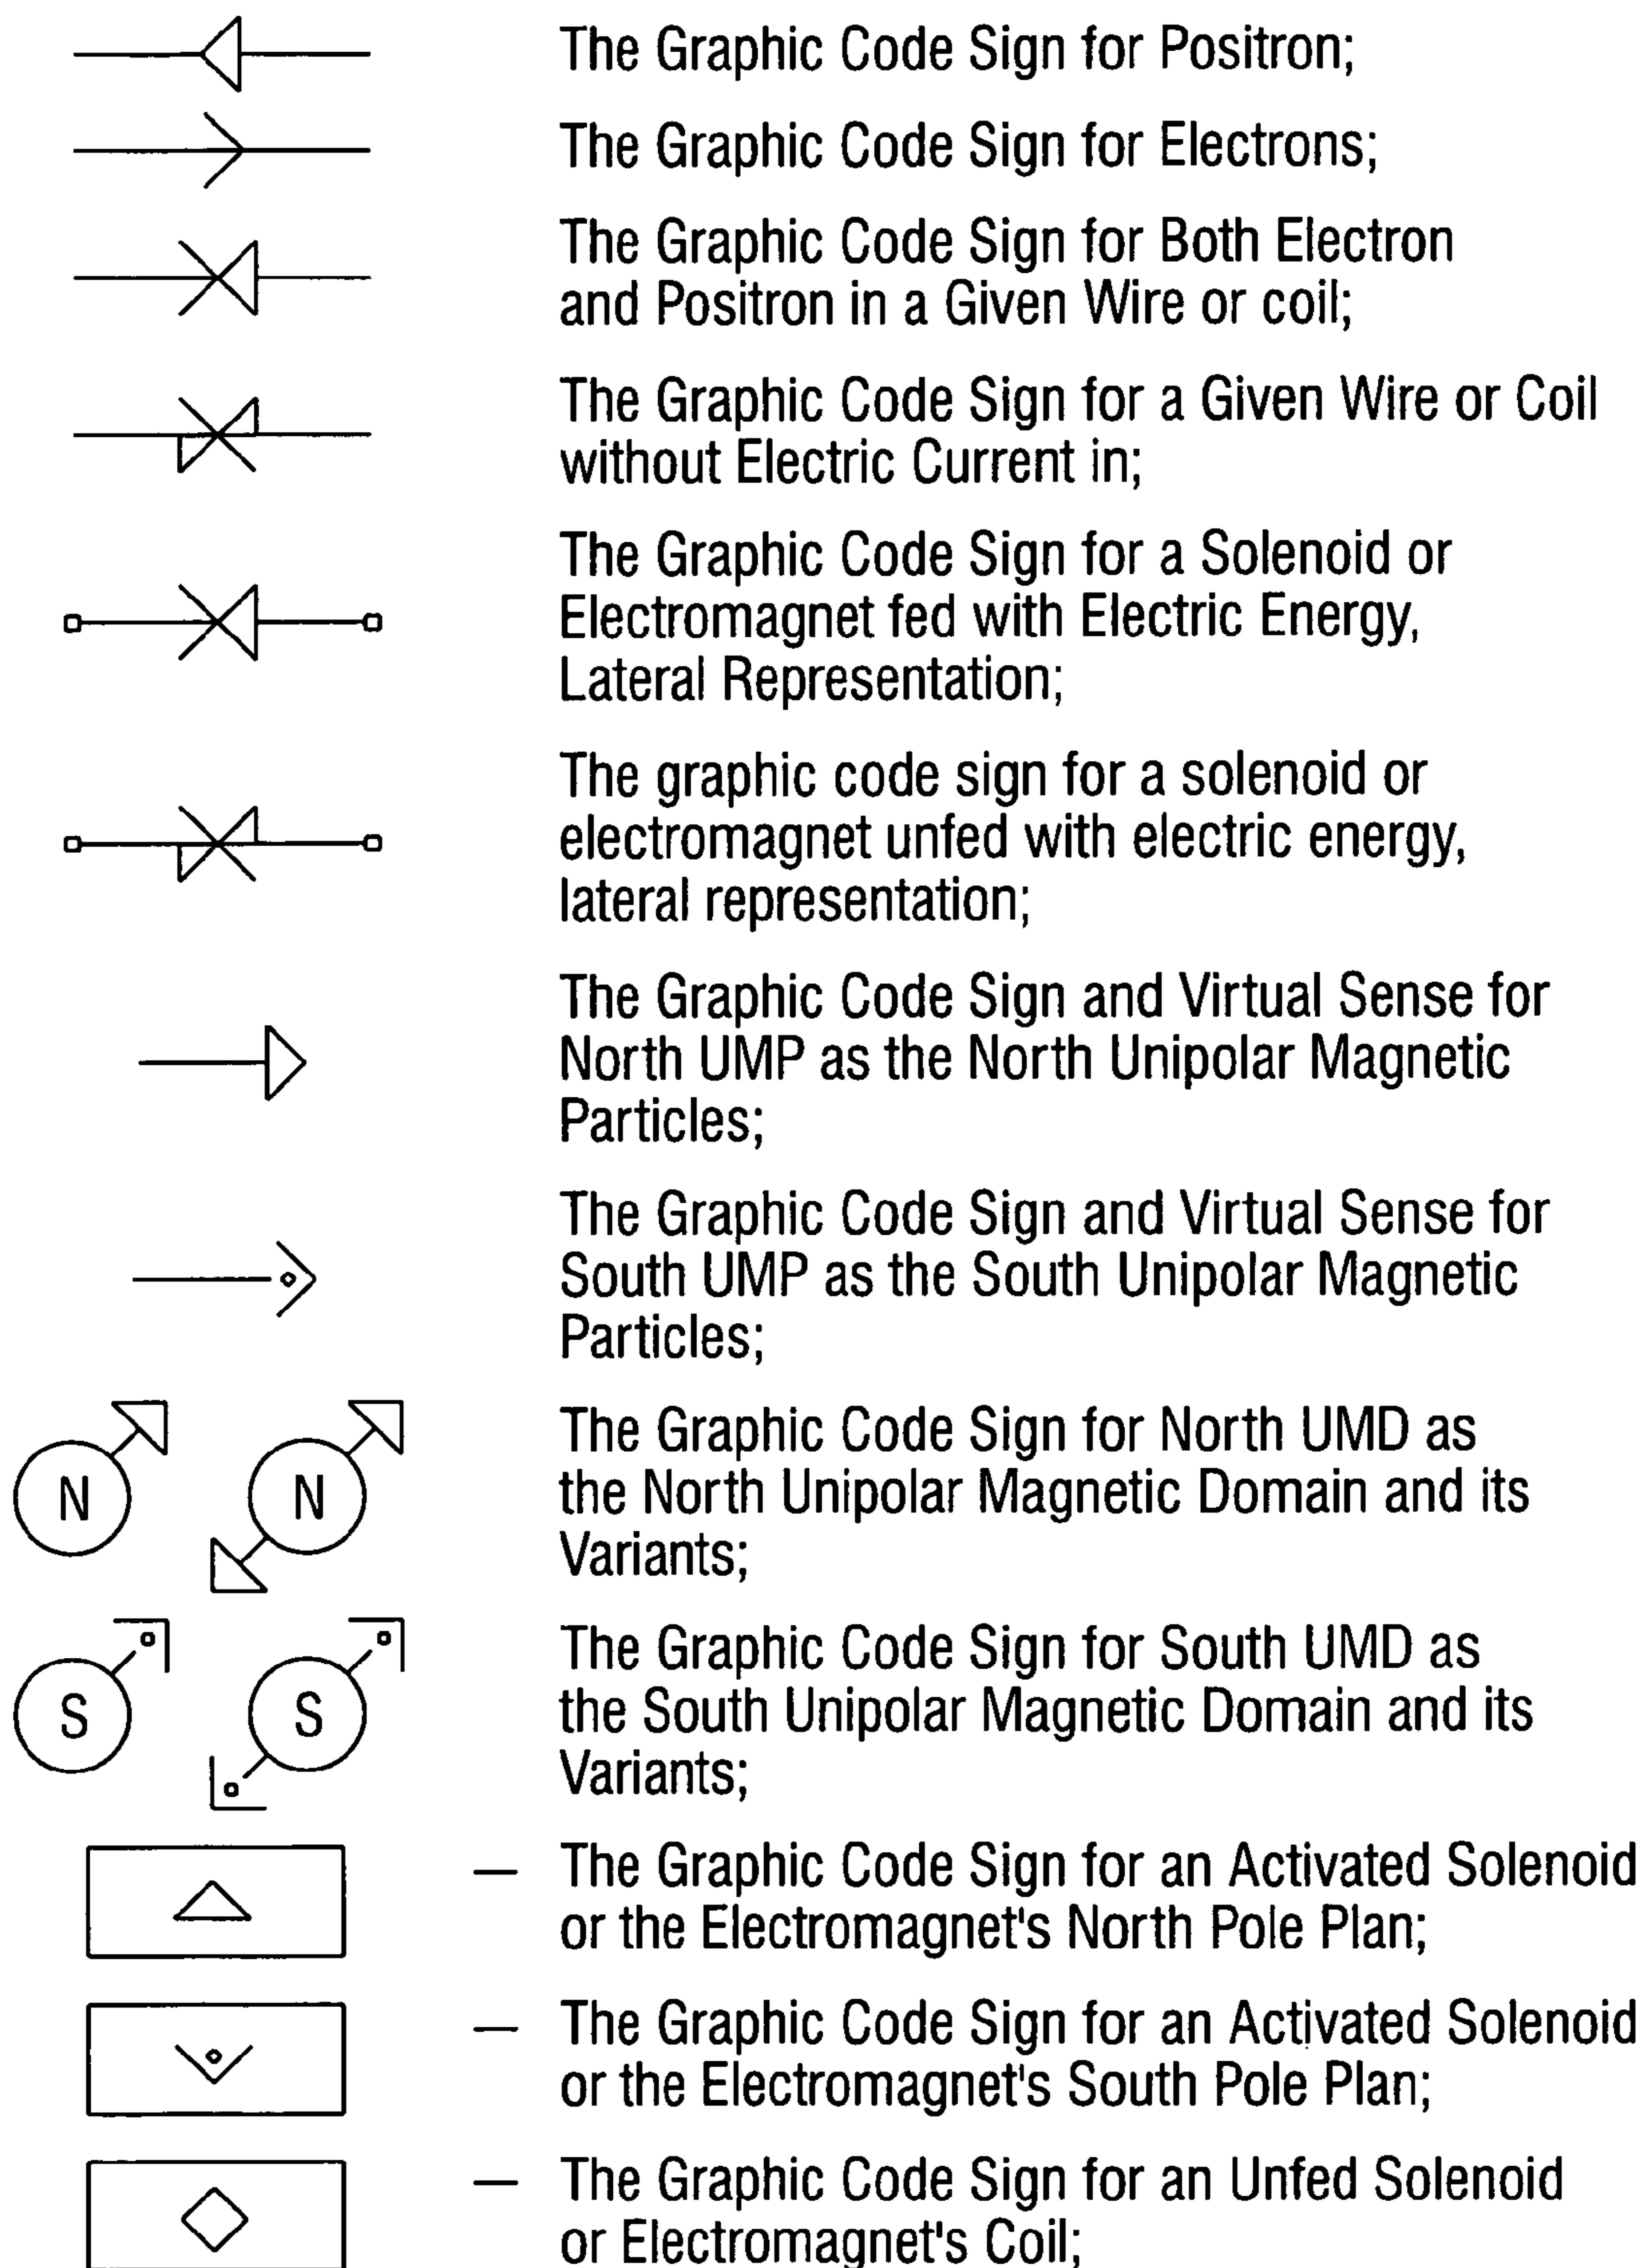 The Graphic Code Sign for Positron;
The Graphic Code Sign for Electrons;
The Graphic Code Sign for Both Electron
and Positron in a Given Wire or coil;
The Graphic Code Sign for a Given Wire or Coil
without Electric Current in;
The Graphic Code Sign for a Solenoid or
Electromagnet fed with Electric Energy,
Lateral Representation;
The graphic code sign for a solenoid or
electromagnet unfed with electric energy,
lateral representation;
The Graphic Code Sign and Virtual Sense for
North UMP as the North Unipolar Magnetic
Particles;
The Graphic Code Sign and Virtual Sense for
South UMP as the South Unipolar Magnetic
Particles;
N N The Graphic Code Sign for North UMD as
the North Unipolar Magnetic Domain and its
Variants;
S S The Graphic Code Sign for South UMD as
the South Unipolar Magnetic Domain and its
Variants;
— The Graphic Code Sign for an Activated Solenoid
or the Electromagnet's North Pole Plan;
— The Graphic Code Sign for an Activated Solenoid
or the Electromagnet's South Pole Plan;
— The Graphic Code Sign for an Unfed Solenoid
or Electromagnet's Coil;